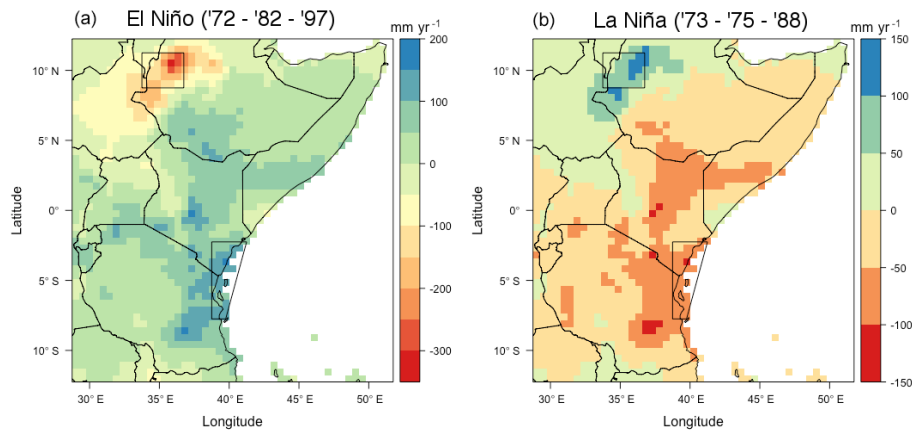 (a) El Niño ('72 - '82 - '97)
mm yr⁻¹
200
100
0
-100
-200
-300
10° N
5° N
0°
5° S
10° S
Latitude
30° E 35° E 40° E 45° E 50° E
Longitude
(b) La Niña ('73 - '75 - '88)
mm yr⁻¹
150
100
50
0
-50
-100
-150
10° N
5° N
0°
5° S
10° S
Latitude
30° E 35° E 40° E 45° E 50° E
Longitude